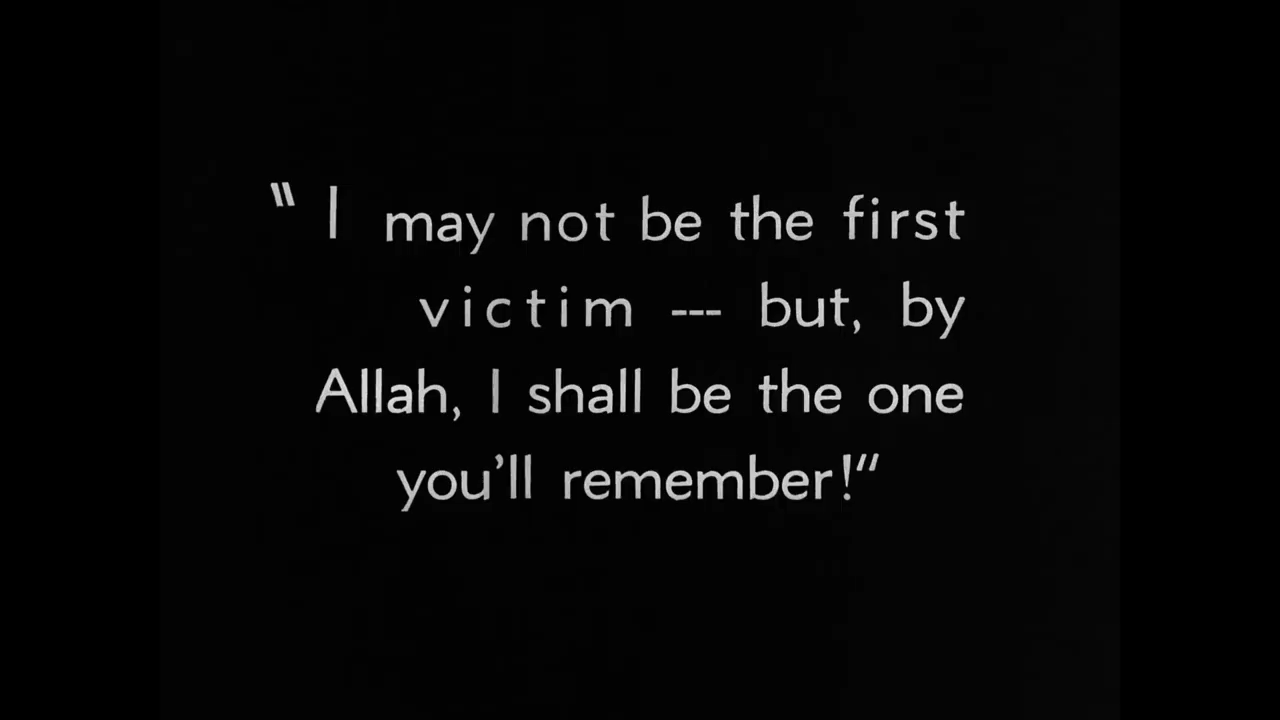 "I may not be the first
victim --- but, by
Allah, I shall be the one
you'll remember!"